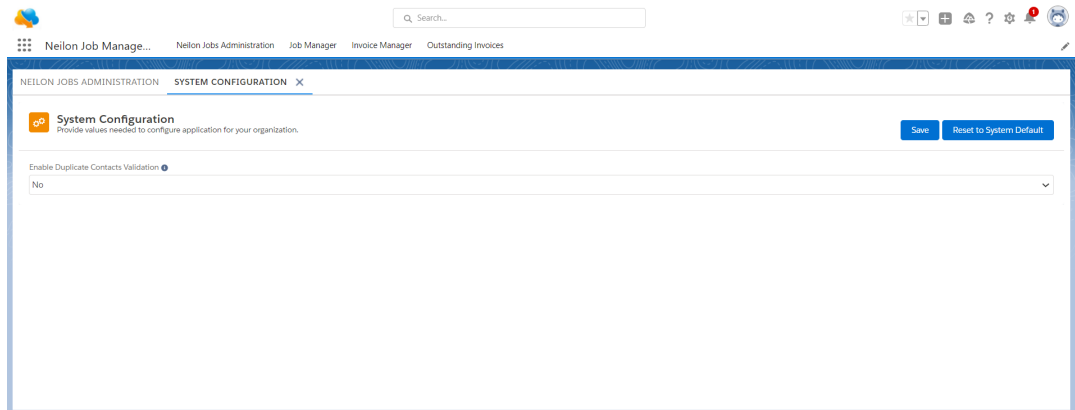 Search...
1
Neilon Job Manage...
Neilon Jobs Administration
Job Manager
Invoice Manager
Outstanding Invoices
NEILON JOBS ADMINISTRATION
SYSTEM CONFIGURATION
System Configuration
Provide values needed to configure application for your organization.
Save
Reset to System Default
Enable Duplicate Contacts Validation
No